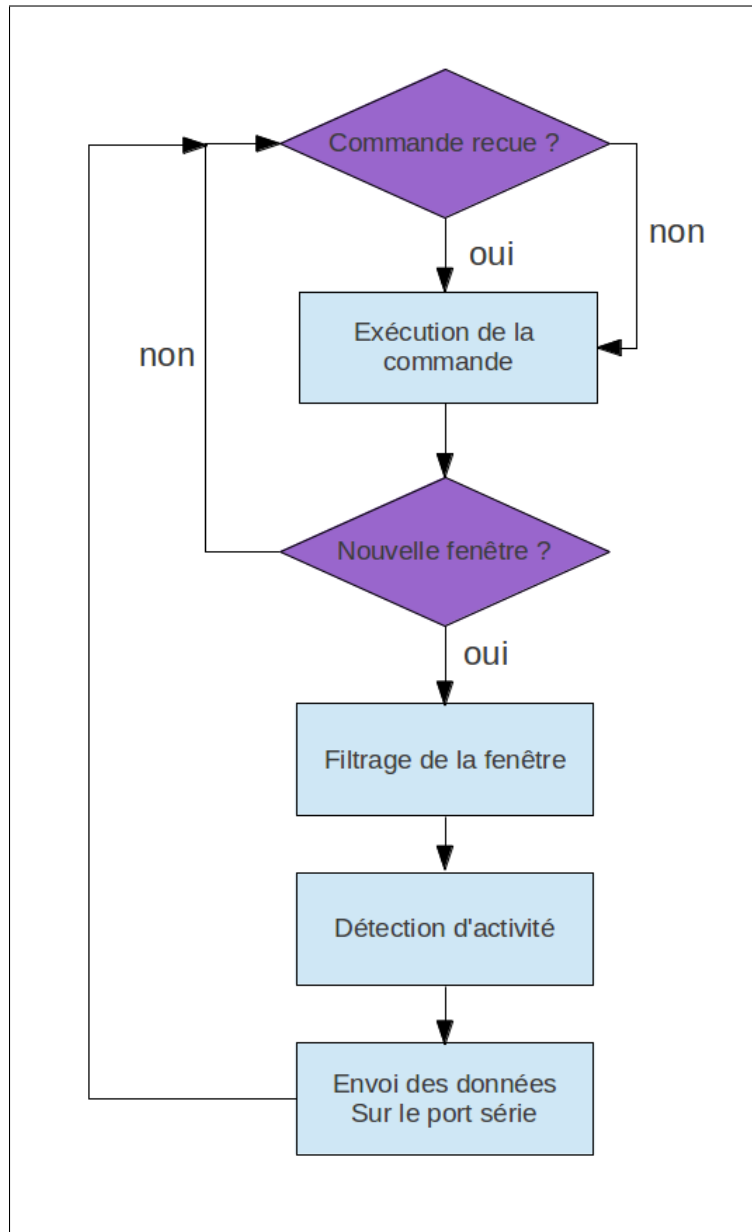 Commande recue ?
oui
non
Exécution de la
commande
non
Nouvelle fenêtre ?
oui
Filtrage de la fenêtre
Détection d'activité
Envoi des données
Sur le port série